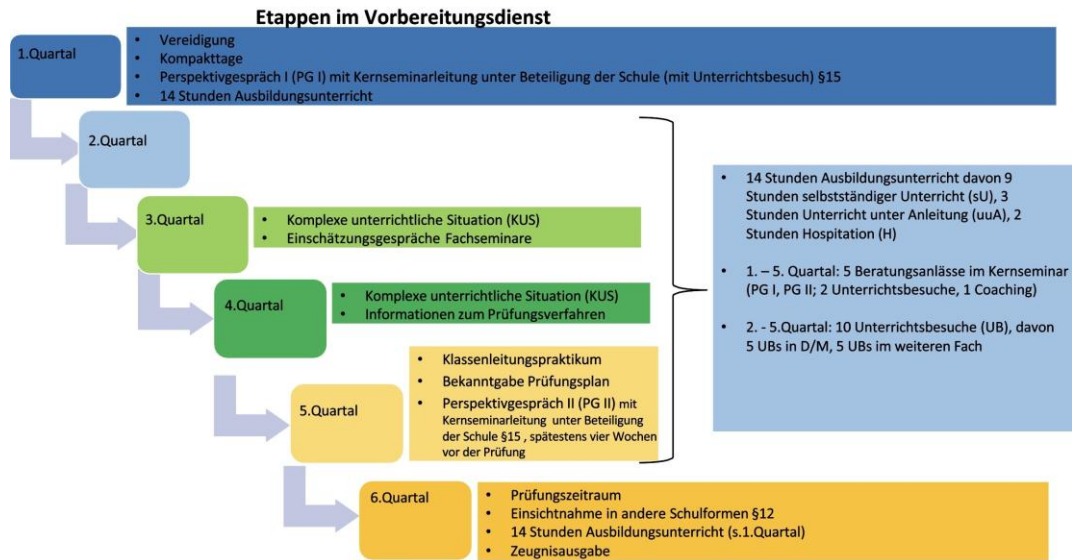 Etappen im Vorbereitungsdienst
1.Quartal
• Vereidigung
• Kompakttage
• Perspektivgespräch I (PG I) mit Kernseminarleitung unter Beteiligung der Schule (mit Unterrichtsbesuch) §15
• 14 Stunden Ausbildungsunterricht
2.Quartal
3.Quartal
• Komplexe unterrichtliche Situation (KUS)
• Einschätzungsgespräche Fachseminare
4.Quartal
• Komplexe unterrichtliche Situation (KUS)
• Informationen zum Prüfungsverfahren
5.Quartal
• Klassenleitungspraktikum
• Bekanntgabe Prüfungsplan
• Perspektivgespräch II (PG II) mit
Kernseminarleitung unter Beteiligung
der Schule §15 , spätestens vier Wochen
vor der Prüfung
6.Quartal
• Prüfungszeitraum
• Einsichtnahme in andere Schulformen §12
• 14 Stunden Ausbildungsunterricht (s.1.Quartal)
• Zeugnisausgabe
• 14 Stunden Ausbildungsunterricht davon 9
Stunden selbstständiger Unterricht (sU), 3
Stunden Unterricht unter Anleitung (uuA), 2
Stunden Hospitation (H)
• 1. – 5. Quartal: 5 Beratungsanlässe im Kernseminar
(PG I, PG II; 2 Unterrichtsbesuche, 1 Coaching)
• 2. - 5.Quartal: 10 Unterrichtsbesuche (UB), davon
5 UBs in D/M, 5 UBs im weiteren Fach